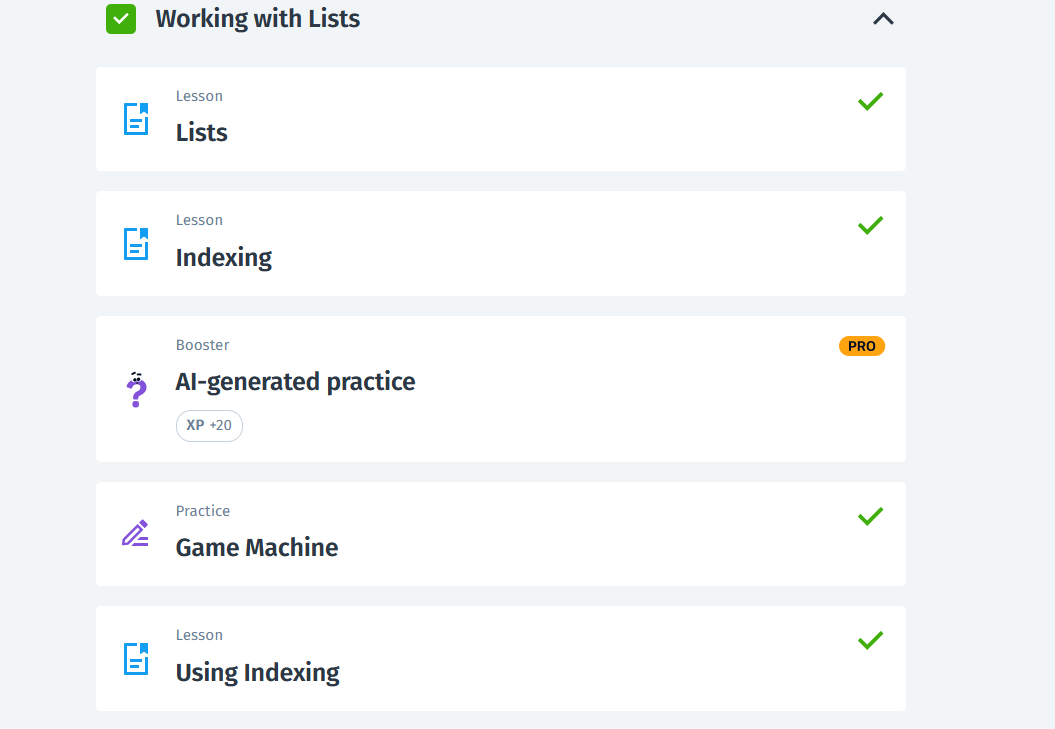 Working with Lists
Lesson
Lists
Lesson
Indexing
Booster
PRO
AI-generated practice
XP +20
Practice
Game Machine
Lesson
Using Indexing